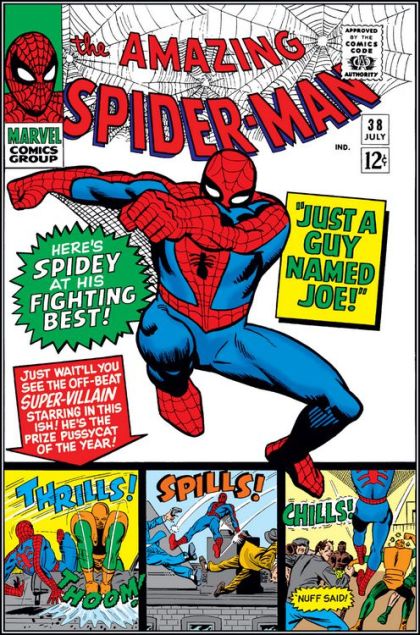 the AMAZING
SPIDER-MAN
APPROVED
BY THE
COMICS
CODE
AUTHORITY
MARVEL
COMICS
GROUP
38
JULY
IND.
12¢
HERE'S
SPIDEY
AT HIS
FIGHTING
BEST!
"JUST A
GUY
NAMED
JOE!"
JUST WAIT'LL YOU
SEE THE OFF-BEAT
SUPER-VILLAIN
STARRING IN THIS
ISH! HE'S THE
PRIZE PUSSYCAT
OF THE YEAR!
THRILLS!
THOOM!
SPILLS!
CHILLS!
'NUFF SAID!